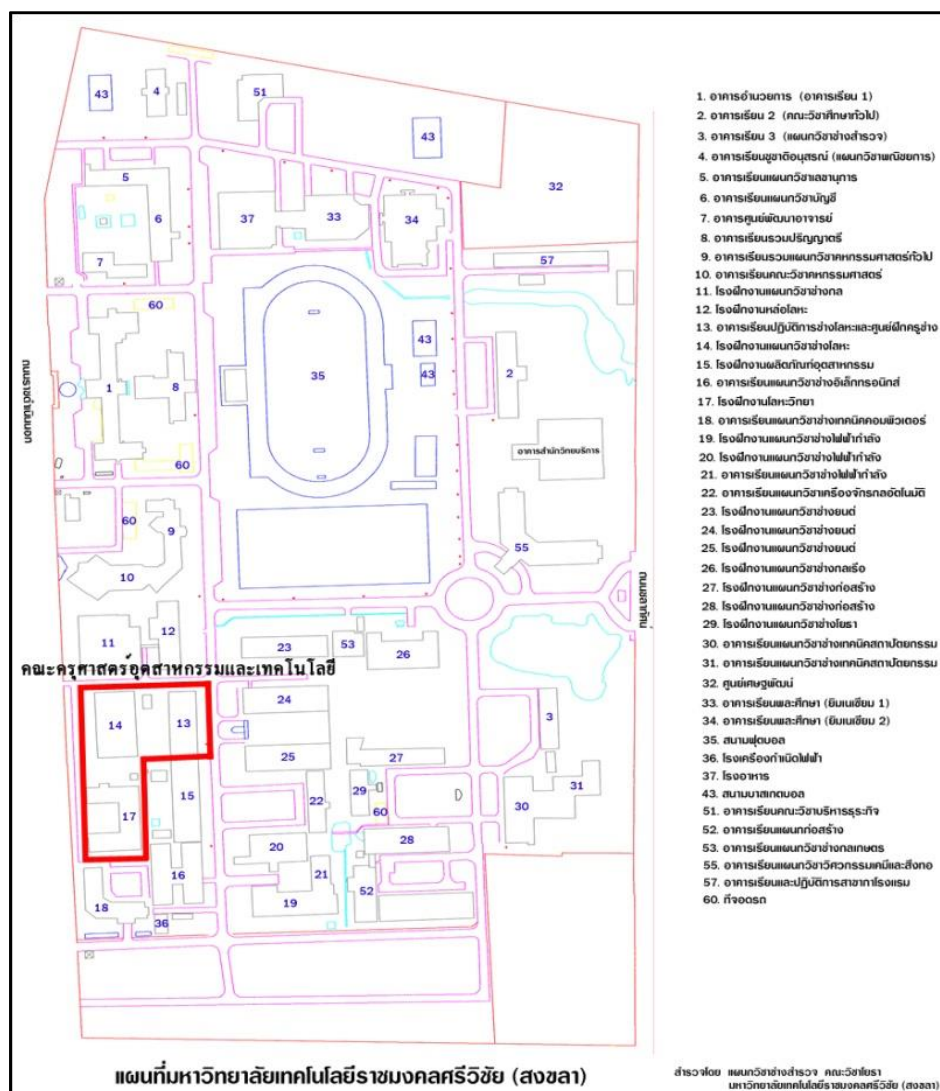 43
4
51
43
5
6
37
33
34
32
7
57
60
1
8
35
43
43
2
60
ถนนราชดำเนินนอก
อาคารสำนักวิทยบริการ
60
9
10
55
ถนนชลาทัศน์
11
12
23
53
26
คณะครุศาสตร์อุตสาหกรรมและเทคโนโลยี
14
13
24
3
25
27
15
17
22
29
60
30
31
20
28
16
21
18
19
52
36
1. อาคารอำนวยการ (อาคารเรียน 1)
2. อาคารเรียน 2 (คณะวิชาศึกษาทั่วไป)
3. อาคารเรียน 3 (แผนกวิชาช่างสำรวจ)
4. อาคารเรียนชูชาติอนุสรณ์ (แผนกวิชาพณิชยการ)
5. อาคารเรียนแผนกวิชาเลขานุการ
6. อาคารเรียนแผนกวิชาบัญชี
7. อาคารศูนย์พัฒนาอาจารย์
8. อาคารเรียนรวมปริญญาตรี
9. อาคารเรียนรวมแผนกวิชาคหกรรมศาสตร์ทั่วไป
10. อาคารเรียนคณะวิชาคหกรรมศาสตร์
11. โรงฝึกงานแผนกวิชาช่างกล
12. โรงฝึกงานหล่อโลหะ
13. อาคารเรียนปฏิบัติการช่างโลหะและศูนย์ฝึกครูช่าง
14. โรงฝึกงานแผนกวิชาช่างโลหะ
15. โรงฝึกงานผลิตภัณฑ์อุตสาหกรรม
16. อาคารเรียนแผนกวิชาช่างอิเล็กทรอนิกส์
17. โรงฝึกงานโลหะวิทยา
18. อาคารเรียนแผนกวิชาช่างเทคนิคคอมพิวเตอร์
19. โรงฝึกงานแผนกวิชาช่างไฟฟ้ากำลัง
20. โรงฝึกงานแผนกวิชาช่างไฟฟ้ากำลัง
21. อาคารเรียนแผนกวิชาช่างไฟฟ้ากำลัง
22. อาคารเรียนแผนกวิชาเครื่องจักรกลอัตโนมัติ
23. โรงฝึกงานแผนกวิชาช่างยนต์
24. โรงฝึกงานแผนกวิชาช่างยนต์
25. โรงฝึกงานแผนกวิชาช่างยนต์
26. โรงฝึกงานแผนกวิชาช่างกลเรือ
27. โรงฝึกงานแผนกวิชาช่างก่อสร้าง
28. โรงฝึกงานแผนกวิชาช่างก่อสร้าง
29. โรงฝึกงานแผนกวิชาช่างโยธา
30. อาคารเรียนแผนกวิชาช่างเทคนิคสถาปัตยกรรม
31. อาคารเรียนแผนกวิชาช่างเทคนิคสถาปัตยกรรม
32. ศูนย์เศรษฐพัฒน์
33. อาคารเรียนพละศึกษา (ยิมเนเซียม 1)
34. อาคารเรียนพละศึกษา (ยิมเนเซียม 2)
35. สนามฟุตบอล
36. โรงเครื่องกำเนิดไฟฟ้า
37. โรงอาหาร
43. สนามบาสเกตบอล
51. อาคารเรียนคณะวิชาบริหารธุรกิจ
52. อาคารเรียนแผนกก่อสร้าง
53. อาคารเรียนวิชาช่างกลเกษตร
55. อาคารเรียนแผนกวิชาวิศวกรรมเคมีและสิ่งทอ
57. อาคารเรียนและปฏิบัติการสาขาการโรงแรม
60. ที่จอดรถ
แผนที่มหาวิทยาลัยเทคโนโลยีราชมงคลศรีวิชัย (สงขลา)
สำรวจโดย แผนกวิชาช่างสำรวจ คณะวิชาโยธา
มหาวิทยาลัยเทคโนโลยีราชมงคลศรีวิชัย (สงขลา)